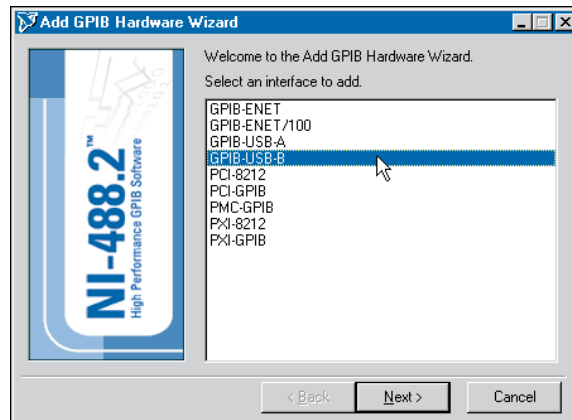 Add GPIB Hardware Wizard
Welcome to the Add GPIB Hardware Wizard.
Select an interface to add.
GPIB-ENET
GPIB-ENET/100
GPIB-USB-A
GPIB-USB-B
PCI-8212
PCI-GPIB
PMC-GPIB
PXI-8212
PXI-GPIB
NI-488.2™
High Performance GPIB Software
< Back
Next >
Cancel